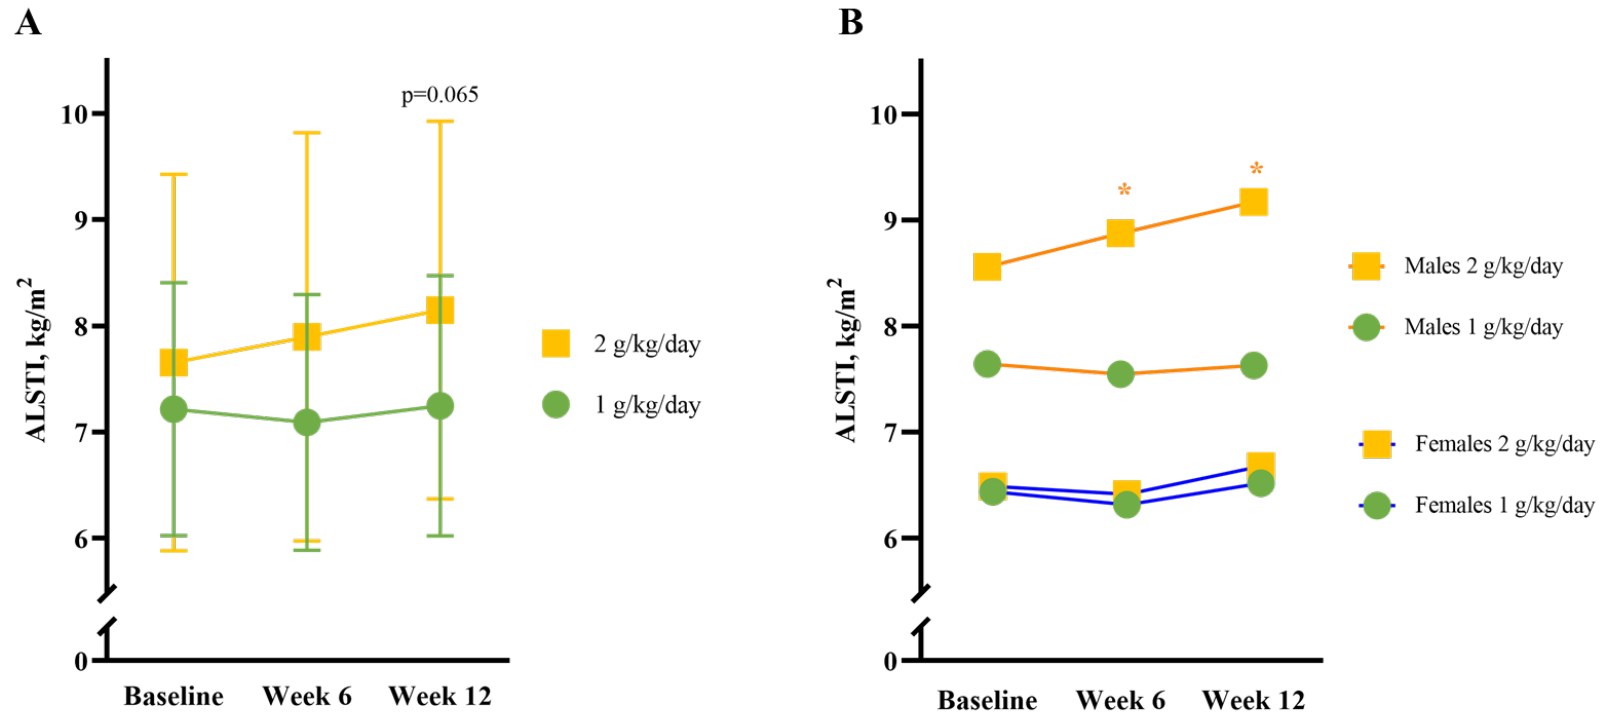 A
ALSTI, kg/m²
10
9
8
7
6
0
p=0.065
Baseline Week 6 Week 12
2 g/kg/day
1 g/kg/day
B
ALSTI, kg/m²
10
9
8
7
6
0
*
*
Baseline Week 6 Week 12
Males 2 g/kg/day
Males 1 g/kg/day
Females 2 g/kg/day
Females 1 g/kg/day